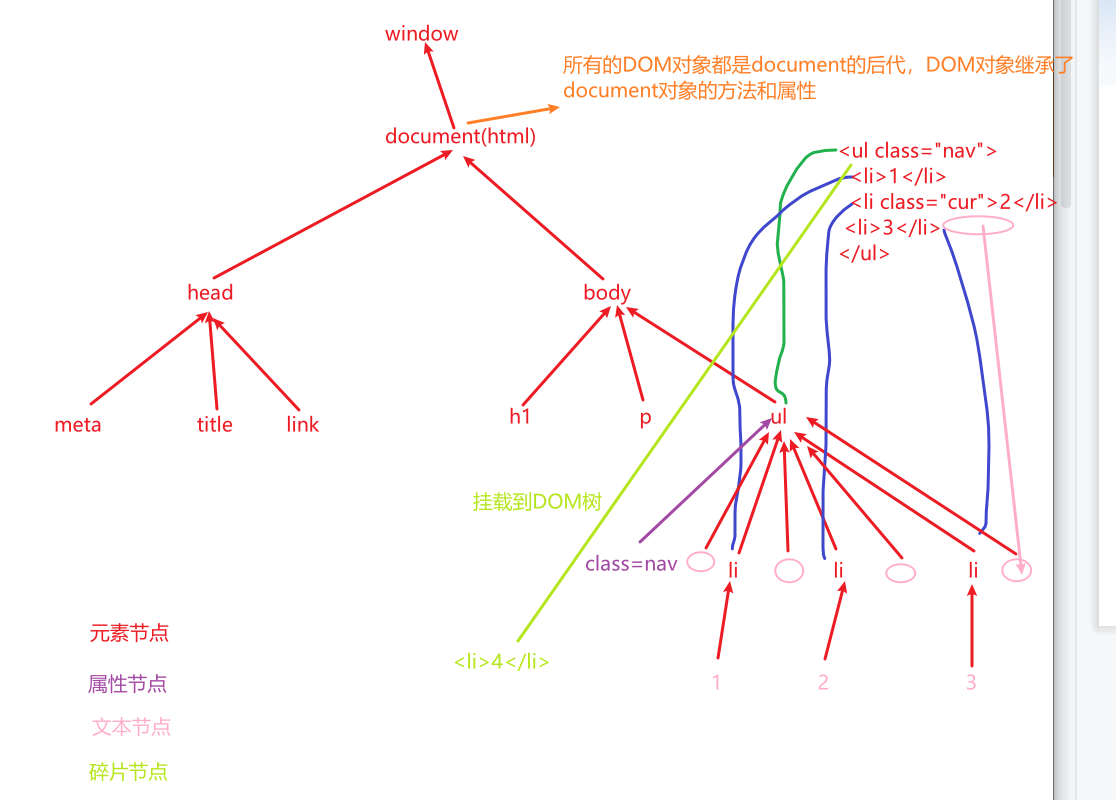 window
所有的DOM对象都是document的后代，DOM对象继承了
document对象的方法和属性
document(html)
<ul class="nav">
<li>1</li>
<li class="cur">2</li>
<li>3</li>
</ul>
head
body
meta
title
link
h1
p
ul
挂载到DOM树
class=nav
li
li
li
<li>4</li>
1
2
3
元素节点
属性节点
文本节点
碎片节点